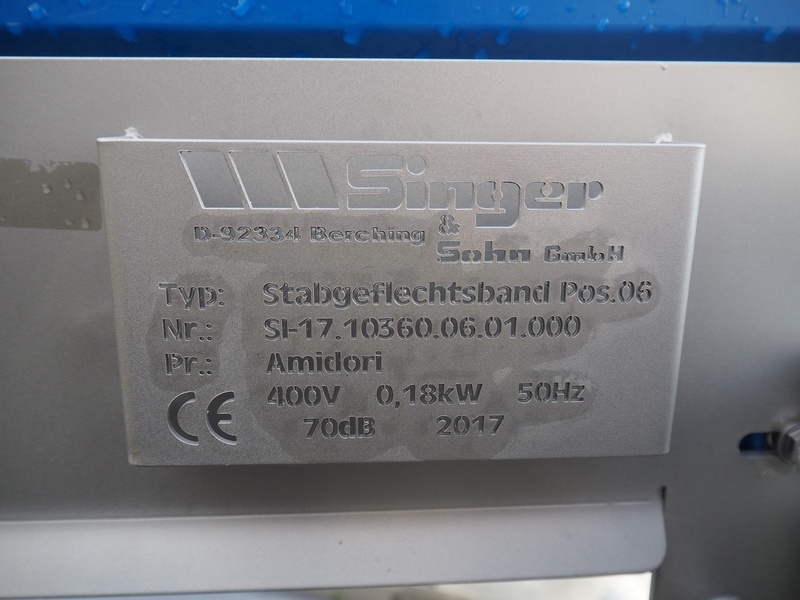 Singer
D-92334 Berching &
Sohn GmbH
Typ: Stabgeflechtsband Pos.06
Nr.: SI-17.10360.06.01.000
Pr.: Amidori
CE 400V 0,18kW 50Hz
70dB 2017